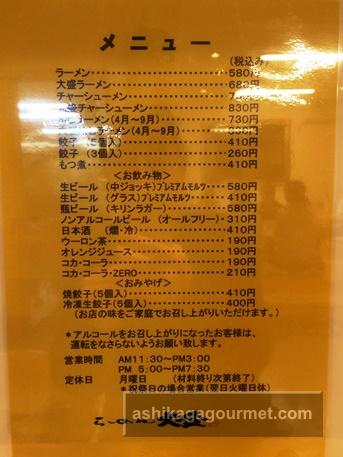 メニュー
(税込み)
ラーメン 580円
大盛ラーメン 680円
チャーシューメン
チャーシューメン 830円
(4月〜9月) 730円
ラーメン(4月〜9月)
餃子 (5個入) 410円
餃子 (3個入) 260円
もつ煮 410円
<お飲み物>
生ビール (中ジョッキ)プレミアムモルツ 580円
生ビール (グラス)プレミアムモルツ 410円
瓶ビール (キリンラガー) 580円
ノンアルコールビール (オールフリー) 310円
日本酒 (燗・冷) 410円
ウーロン茶 190円
オレンジジュース 190円
コカ・コーラ 190円
コカ・コーラ・ZERO 210円
<おみやげ>
焼餃子(5個入) 410円
冷凍生餃子(5個入) 400円
(お店の味をご家庭でお召し上がりいただけます。)
*アルコールをお召し上がりになったお客様は、
運転をなさらないようお願い致します。
営業時間 AM11:30〜PM3:00
PM 5:00〜PM7:30
定休日 月曜日 (材料終り次第終了)
*祝祭日の場合営業(翌日火曜日休)
ashikagagourmet.com